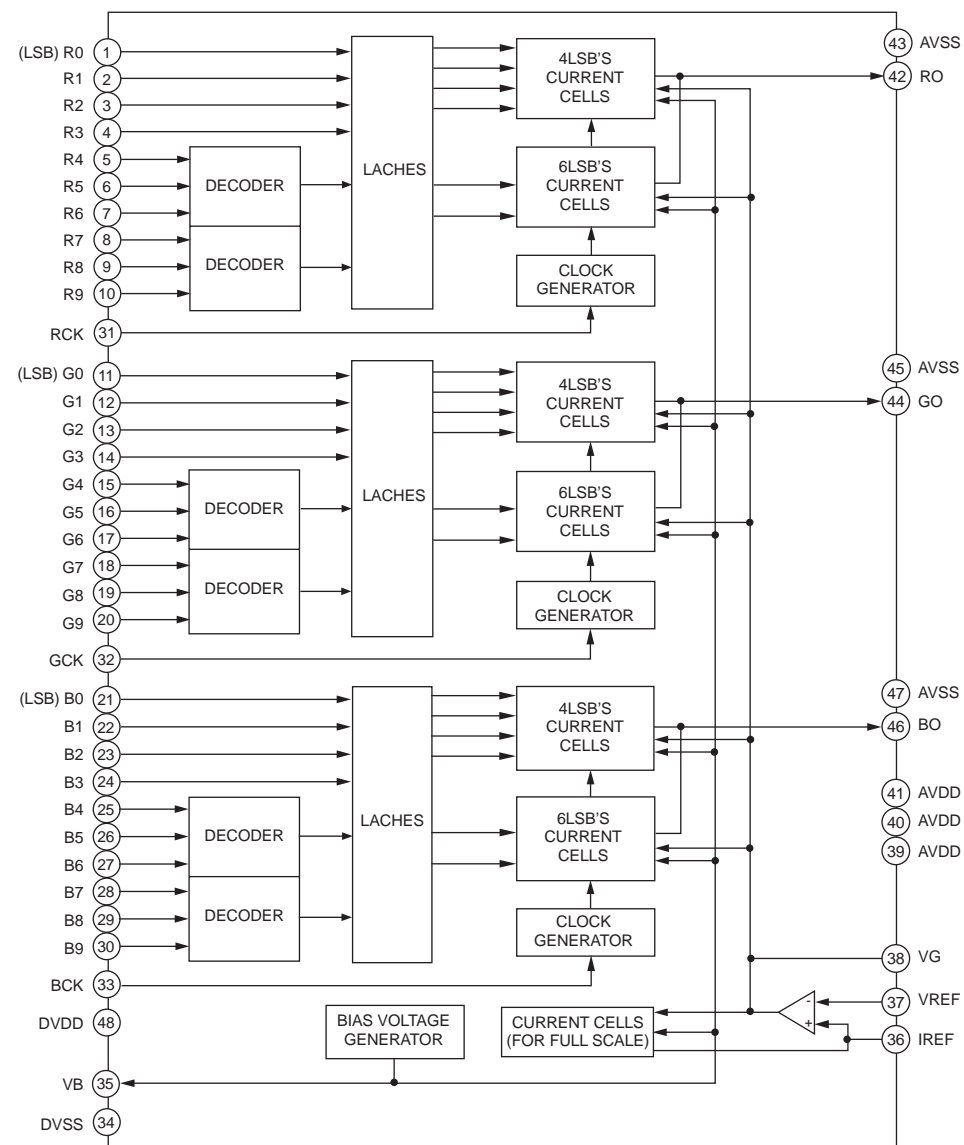 (LSB) R0 1
R1 2
R2 3
R3 4
R4 5
R5 6
R6 7
R7 8
R8 9
R9 10
RCK 31
DECODER
DECODER
LACHES
4LSB'S
CURRENT
CELLS
6LSB'S
CURRENT
CELLS
CLOCK
GENERATOR
43 AVSS
42 RO
(LSB) G0 11
G1 12
G2 13
G3 14
G4 15
G5 16
G6 17
G7 18
G8 19
G9 20
GCK 32
DECODER
DECODER
LACHES
4LSB'S
CURRENT
CELLS
6LSB'S
CURRENT
CELLS
CLOCK
GENERATOR
45 AVSS
44 GO
(LSB) B0 21
B1 22
B2 23
B3 24
B4 25
B5 26
B6 27
B7 28
B8 29
B9 30
BCK 33
DECODER
DECODER
LACHES
4LSB'S
CURRENT
CELLS
6LSB'S
CURRENT
CELLS
CLOCK
GENERATOR
47 AVSS
46 BO
41 AVDD
40 AVDD
39 AVDD
38 VG
37 VREF
36 IREF
-
+
DVDD 48
VB 35
DVSS 34
BIAS VOLTAGE
GENERATOR
CURRENT CELLS
(FOR FULL SCALE)